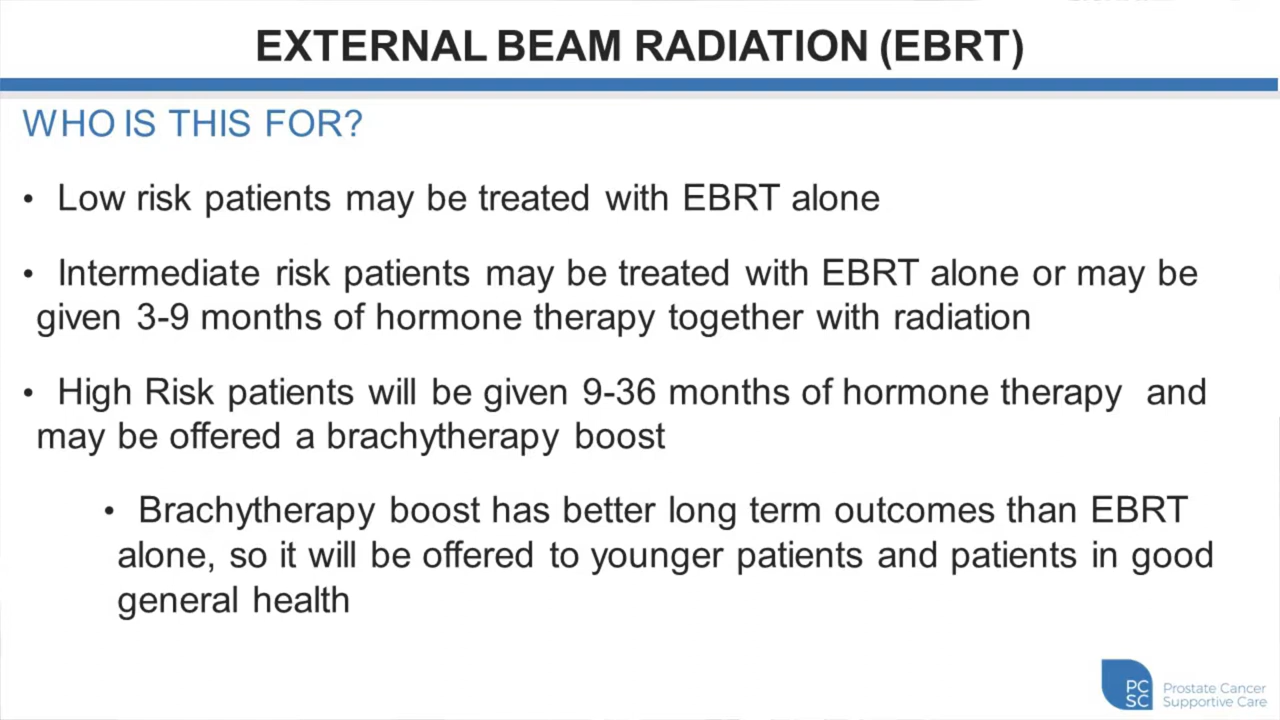 EXTERNAL BEAM RADIATION (EBRT)
WHO IS THIS FOR?
• Low risk patients may be treated with EBRT alone
• Intermediate risk patients may be treated with EBRT alone or may be
given 3-9 months of hormone therapy together with radiation
• High Risk patients will be given 9-36 months of hormone therapy and
may be offered a brachytherapy boost
• Brachytherapy boost has better long term outcomes than EBRT
alone, so it will be offered to younger patients and patients in good
general health
PC
SC
Prostate Cancer
Supportive Care